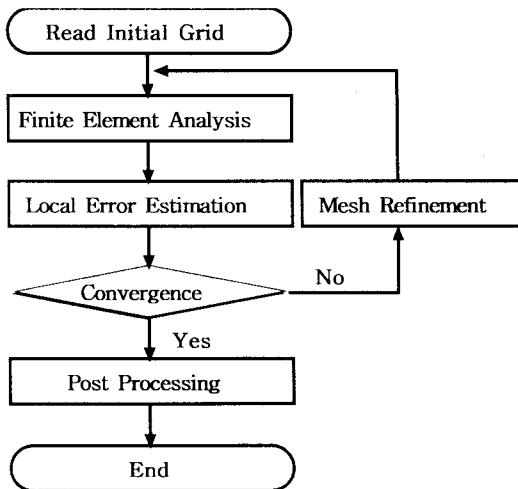 Read Initial Grid
Finite Element Analysis
Local Error Estimation
Mesh Refinement
Convergence
No
Yes
Post Processing
End